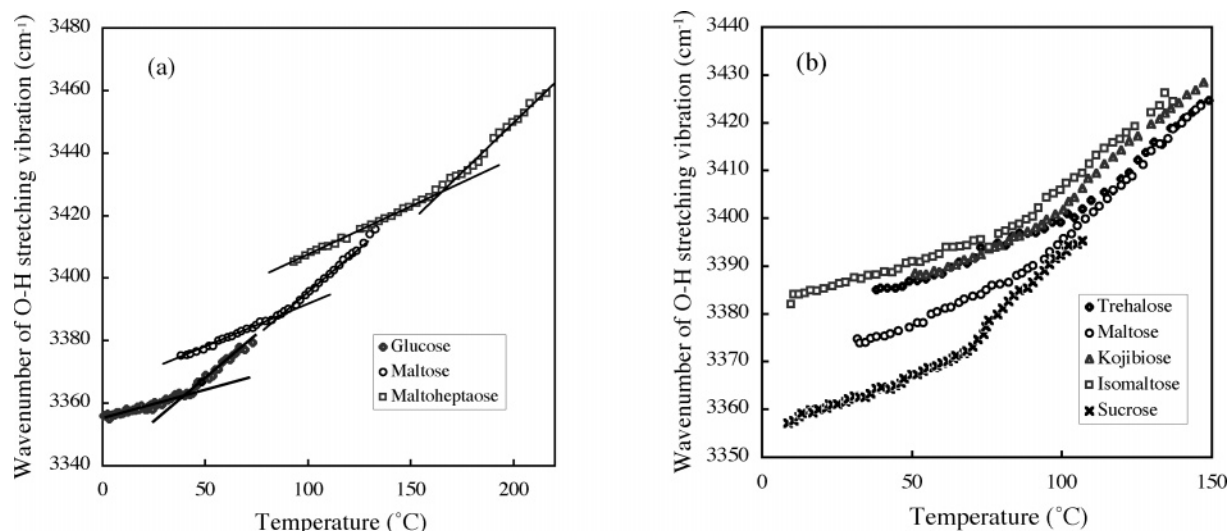 Wavenumber of O-H stretching vibration (cm⁻¹)
3480
3460
3440
3420
3400
3380
3360
3340
(a)
Glucose
Maltose
Maltoheptaose
0
50
100
150
200
Temperature (°C)
Wavenumber of O-H stretching vibration (cm⁻¹)
3440
3430
3420
3410
3400
3390
3380
3370
3360
3350
(b)
Trehalose
Maltose
Kojibiose
Isomaltose
Sucrose
0
50
100
150
Temperature (°C)